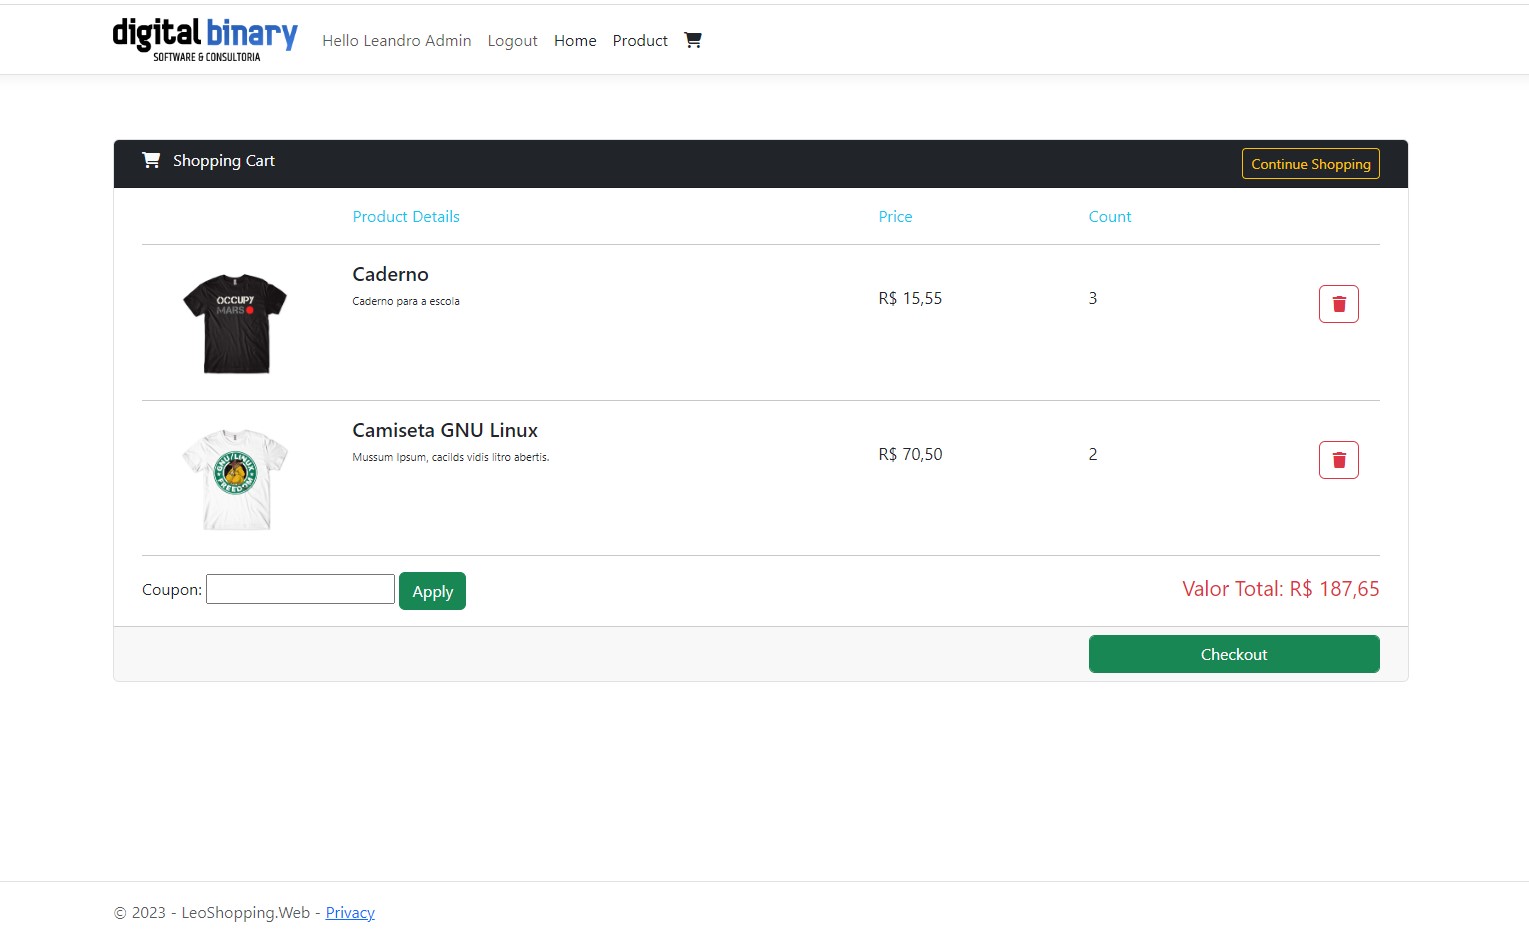 digital binary
SOFTWARE & CONSULTORIA
Hello Leandro Admin Logout Home Product
Shopping Cart Continue Shopping
Product Details Price Count
Caderno
Caderno para a escola
R$ 15,55 3
OCCUPY
MARS
Camiseta GNU Linux
Mussum Ipsum, cacilds vidis litro abertis.
R$ 70,50 2
GNU/LINUX
FREEDOM
Coupon: Apply Valor Total: R$ 187,65
Checkout
© 2023 - LeoShopping.Web - Privacy